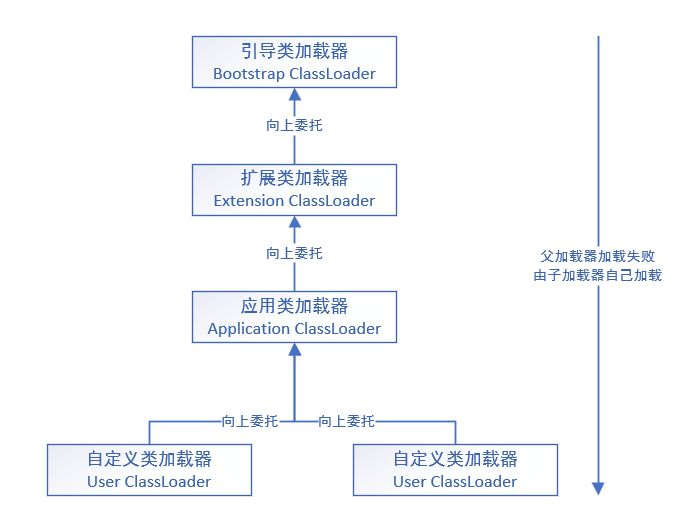 引导类加载器
Bootstrap ClassLoader
向上委托
扩展类加载器
Extension ClassLoader
向上委托
父加载器加载失败
由子加载器自己加载
应用类加载器
Application ClassLoader
向上委托
向上委托
自定义类加载器
User ClassLoader
自定义类加载器
User ClassLoader